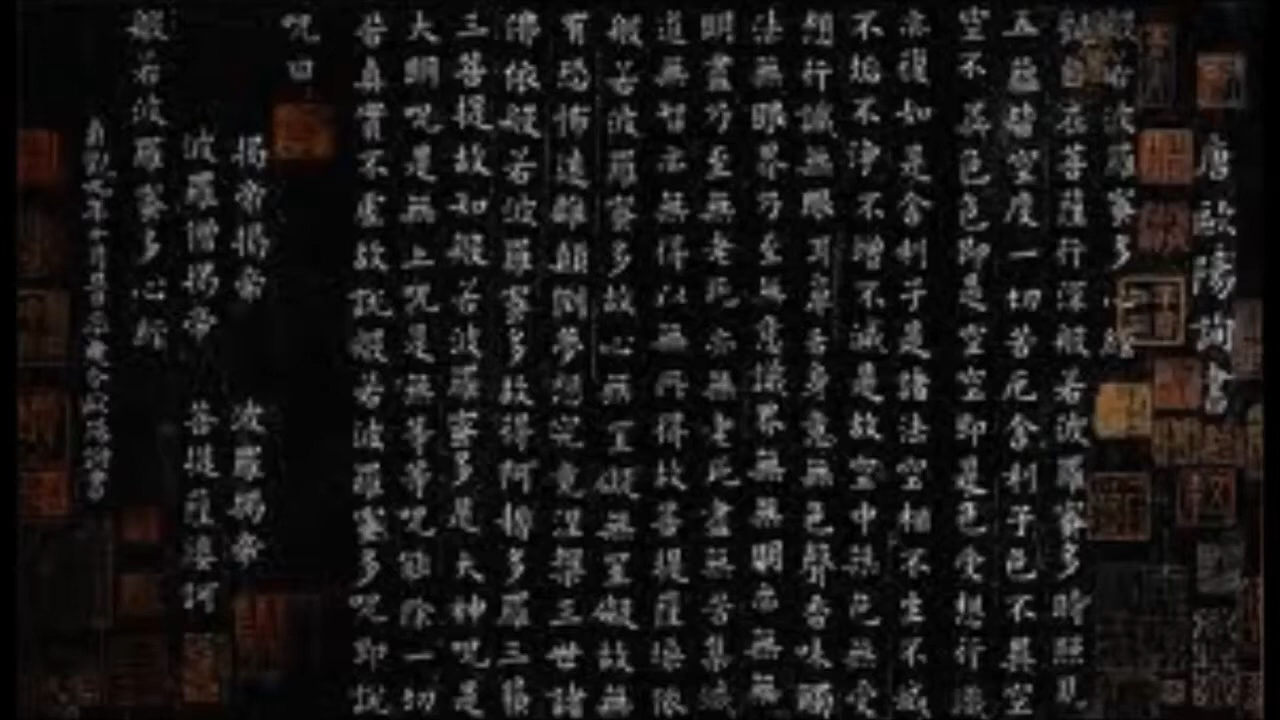 唐歐陽詢書
般若波羅蜜多心經
觀自在菩薩行深般若波羅蜜多時照見
五蘊皆空度一切苦厄舍利子色不異空
空不異色色即是空空即是色受想行識
亦復如是舍利子是諸法空相不生不滅
不垢不淨不增不減是故空中無色無受
想行識無眼耳鼻舌身意無色聲香味觸
法無眼界乃至無意識界無無明亦無無
明盡乃至無老死亦無老死盡無苦集滅
道無智亦無得以無所得故菩提薩埵依
般若波羅蜜多故心無罣礙無罣礙故無
有恐怖遠離顛倒夢想究竟涅槃三世諸
佛依般若波羅蜜多故得阿耨多羅三藐
三菩提故知般若波羅蜜多是大神呪是
大明呪是無上呪是無等等呪能除一切
苦真實不虛故說般若波羅蜜多呪即說
呪曰
揭帝揭帝 波羅揭帝
波羅僧揭帝 菩提薩婆訶
般若波羅蜜多心經
貞觀九年十月